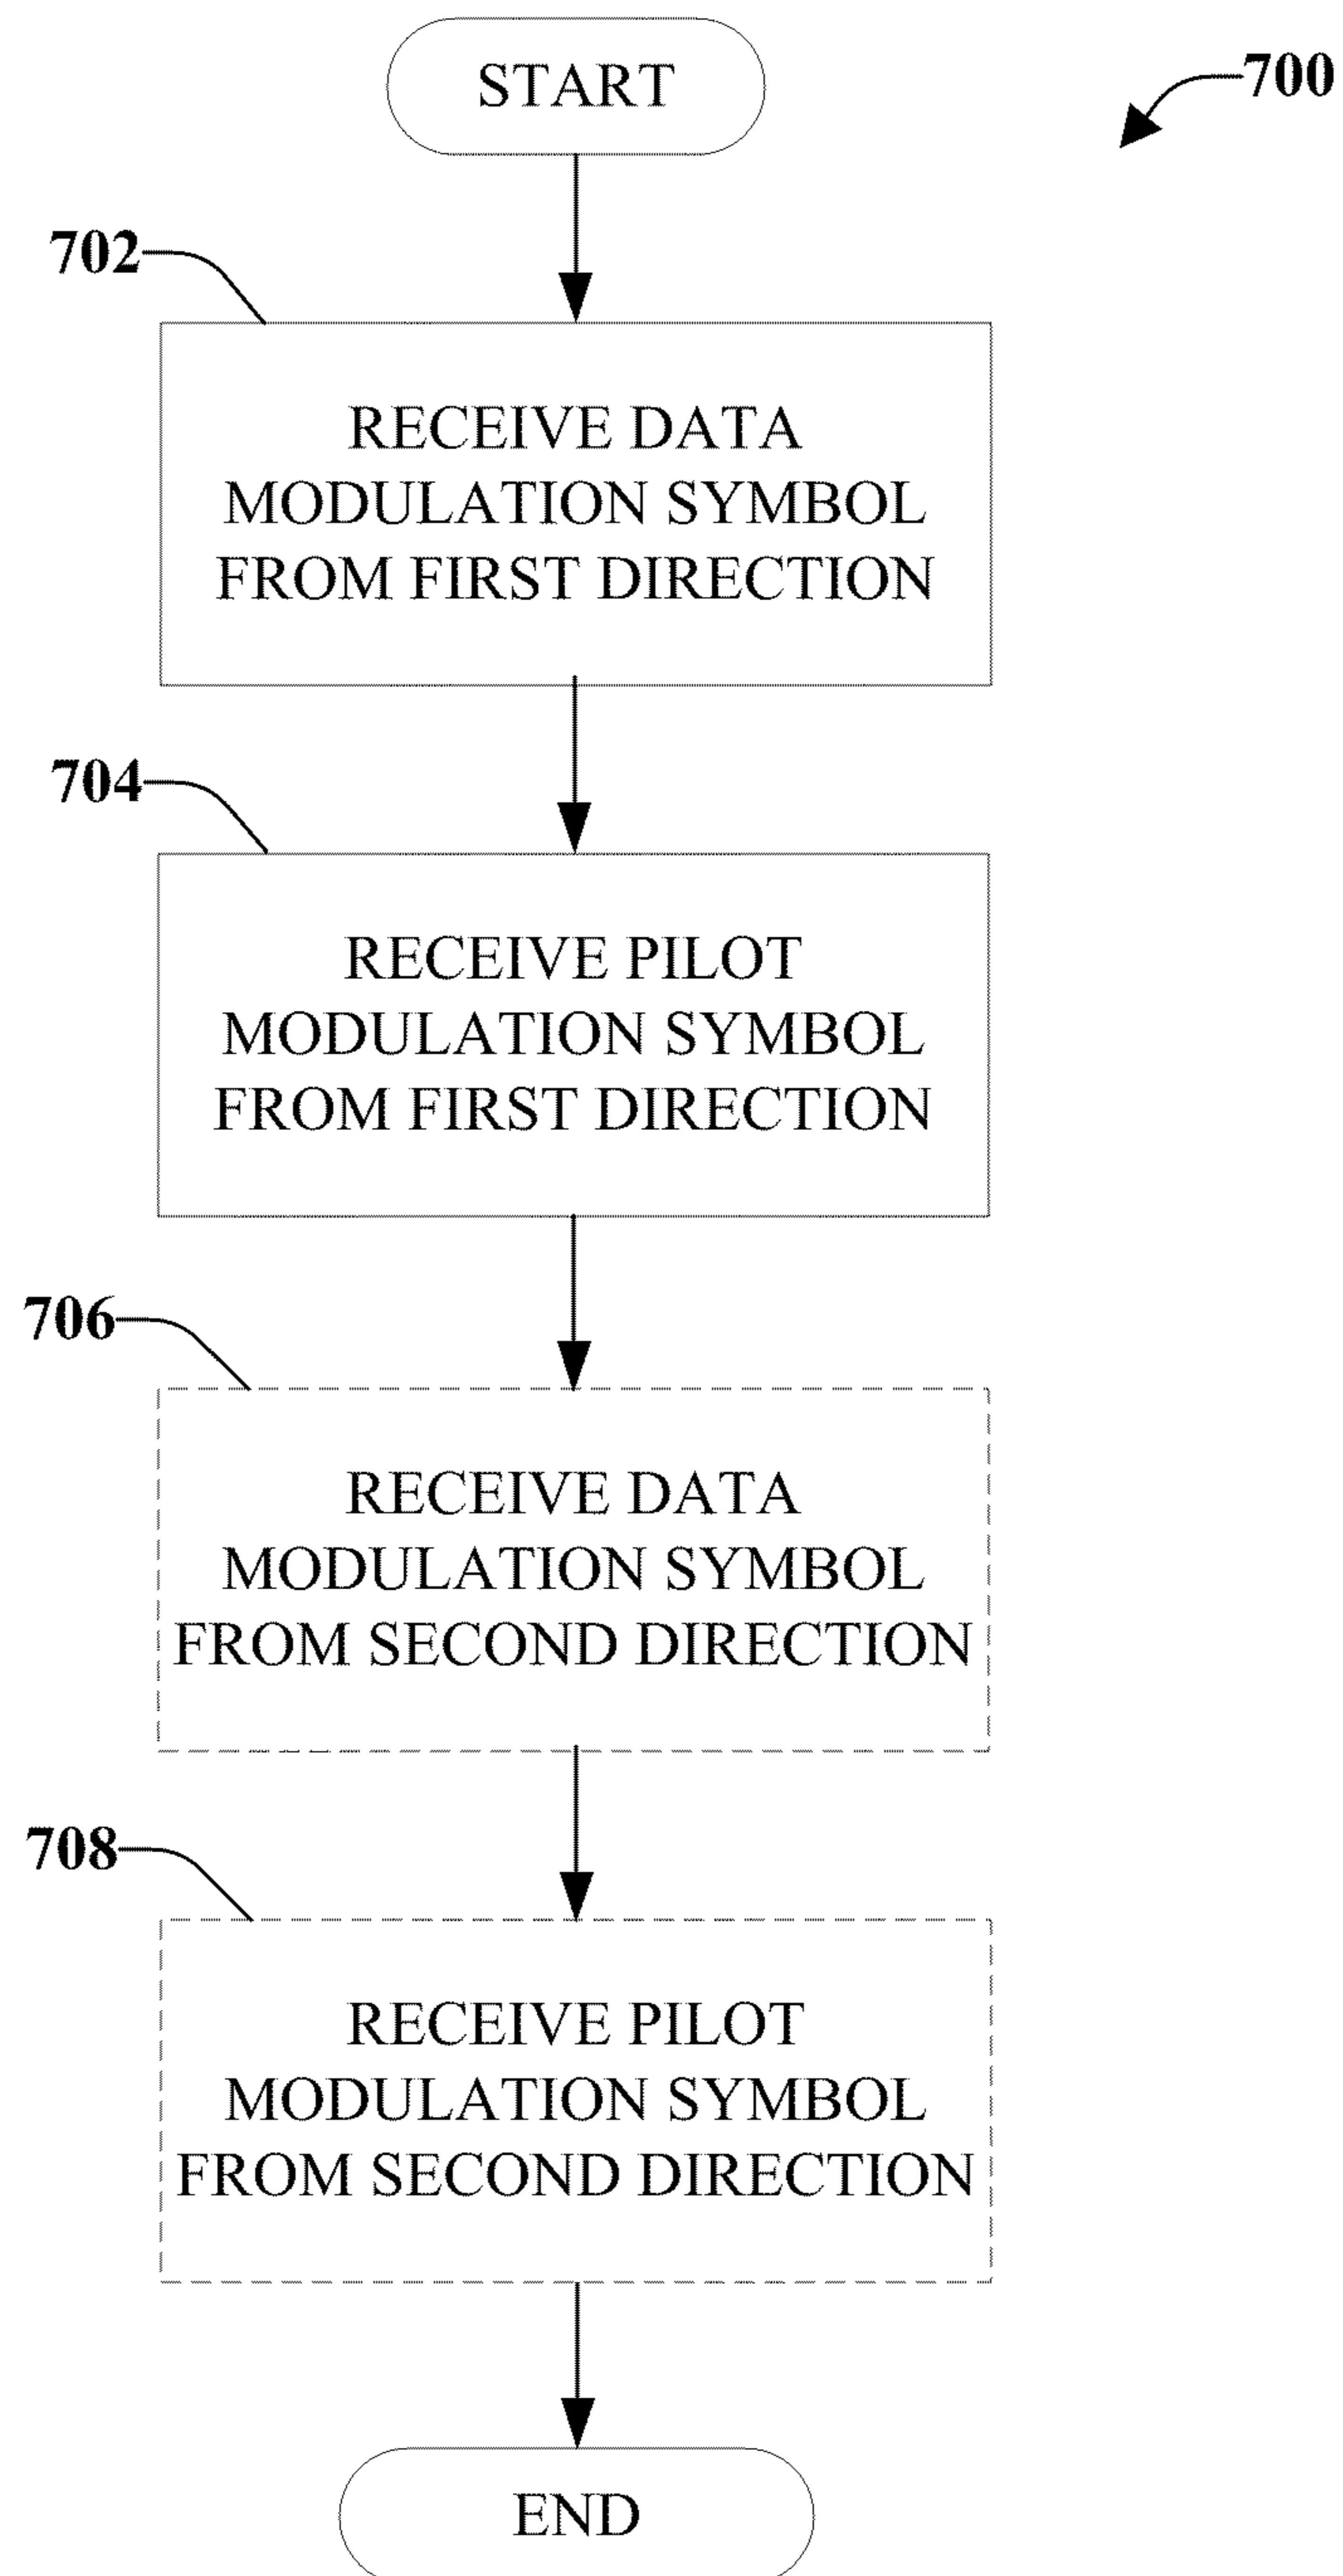 START
700
702
RECEIVE DATA
MODULATION SYMBOL
FROM FIRST DIRECTION
704
RECEIVE PILOT
MODULATION SYMBOL
FROM FIRST DIRECTION
706
RECEIVE DATA
MODULATION SYMBOL
FROM SECOND DIRECTION
708
RECEIVE PILOT
MODULATION SYMBOL
FROM SECOND DIRECTION
END